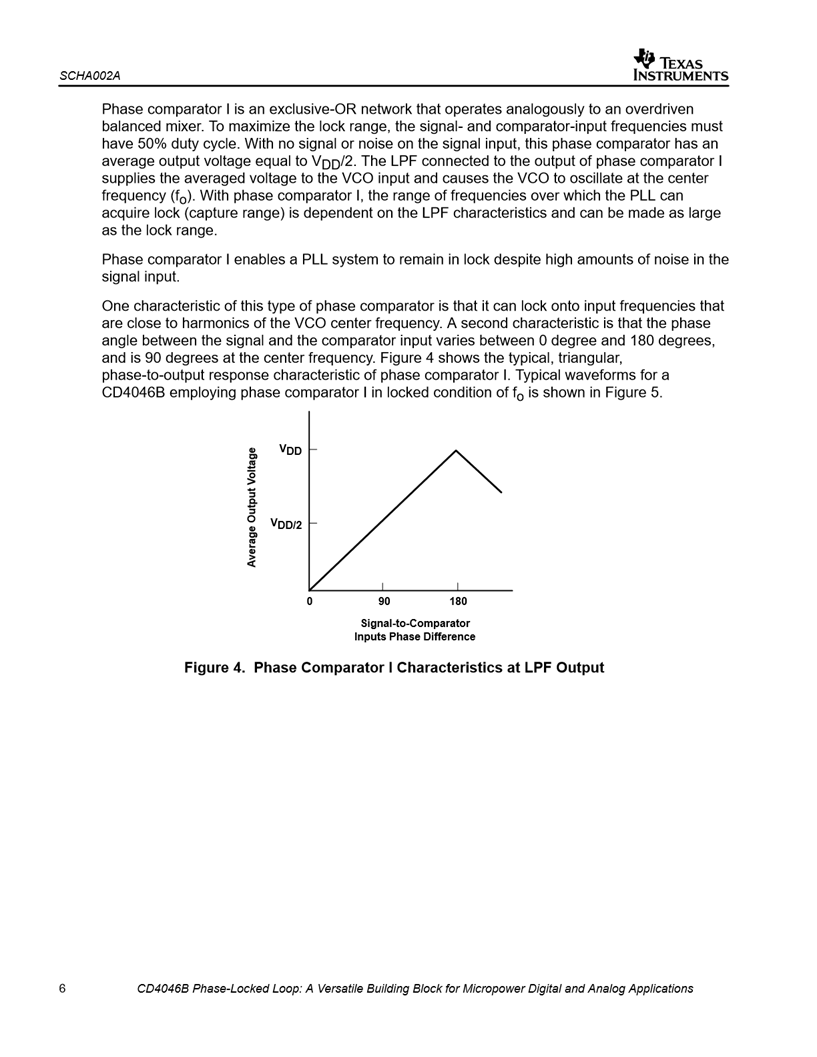 SCHA002A
TEXAS
INSTRUMENTS
Phase comparator I is an exclusive-OR network that operates analogously to an overdriven
balanced mixer. To maximize the lock range, the signal- and comparator-input frequencies must
have 50% duty cycle. With no signal or noise on the signal input, this phase comparator has an
average output voltage equal to VDD/2. The LPF connected to the output of phase comparator I
supplies the averaged voltage to the VCO input and causes the VCO to oscillate at the center
frequency (fo). With phase comparator I, the range of frequencies over which the PLL can
acquire lock (capture range) is dependent on the LPF characteristics and can be made as large
as the lock range.
Phase comparator I enables a PLL system to remain in lock despite high amounts of noise in the
signal input.
One characteristic of this type of phase comparator is that it can lock onto input frequencies that
are close to harmonics of the VCO center frequency. A second characteristic is that the phase
angle between the signal and the comparator input varies between 0 degree and 180 degrees,
and is 90 degrees at the center frequency. Figure 4 shows the typical, triangular,
phase-to-output response characteristic of phase comparator I. Typical waveforms for a
CD4046B employing phase comparator I in locked condition of fo is shown in Figure 5.
Average Output Voltage
VDD
VDD/2
0 90 180
Signal-to-Comparator
Inputs Phase Difference
Figure 4. Phase Comparator I Characteristics at LPF Output
6 CD4046B Phase-Locked Loop: A Versatile Building Block for Micropower Digital and Analog Applications